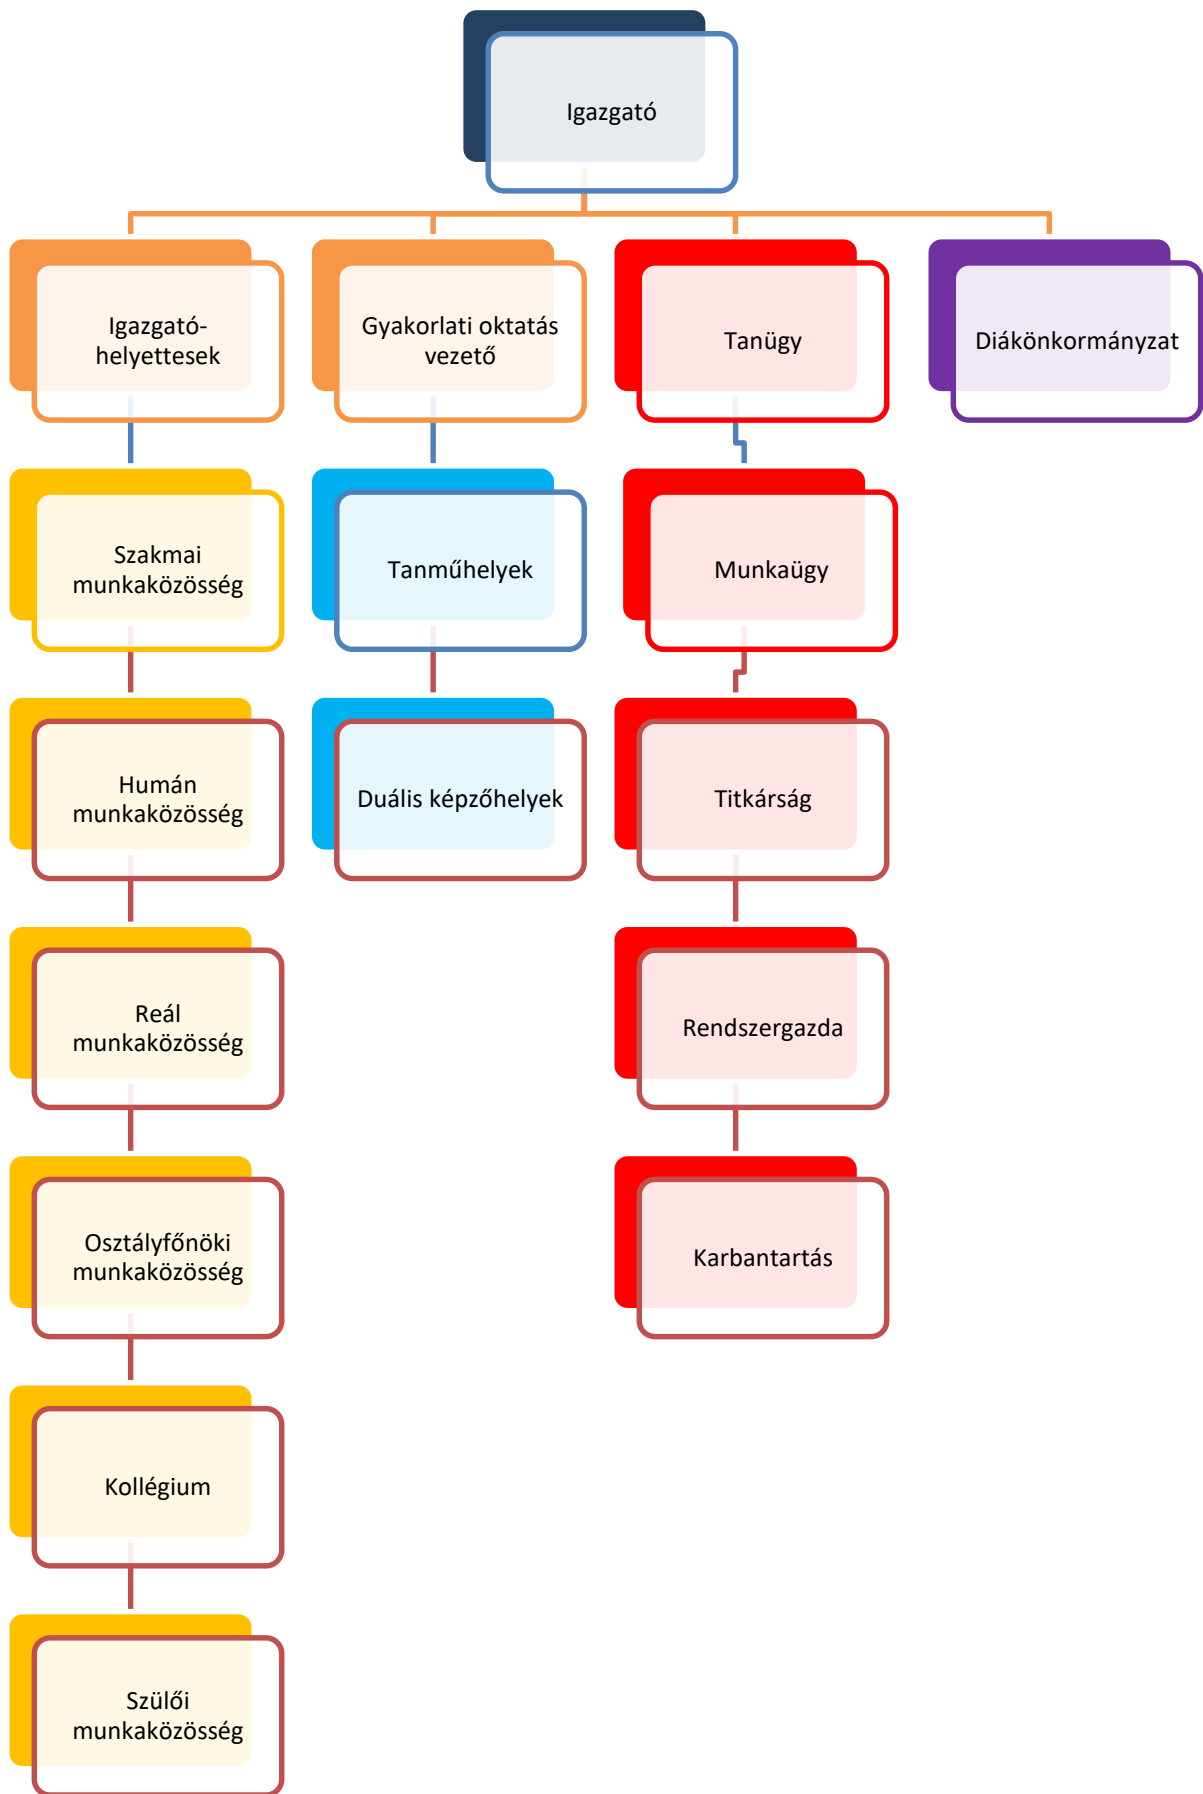 Igazgató
Igazgató-
helyettesek
Gyakorlati oktatás
vezető
Tanügy
Diákönkormányzat
Szakmai
munkaközösség
Tanműhelyek
Munkaügy
Humán
munkaközösség
Duális képzőhelyek
Titkárság
Reál
munkaközösség
Rendszergazda
Osztályfőnöki
munkaközösség
Karbantartás
Kollégium
Szülői
munkaközösség